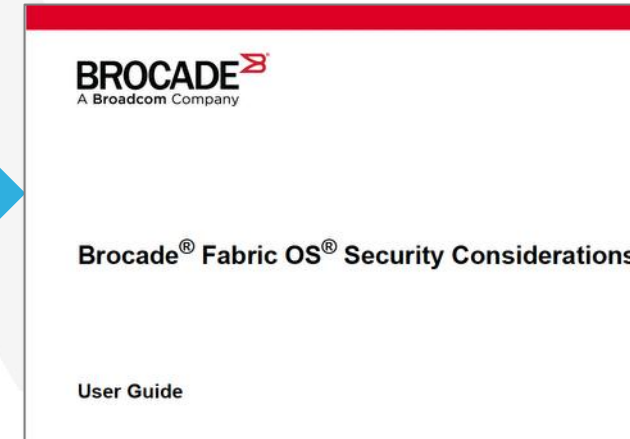 BROCADE
A Broadcom Company
Brocade® Fabric OS® Security Considerations
User Guide